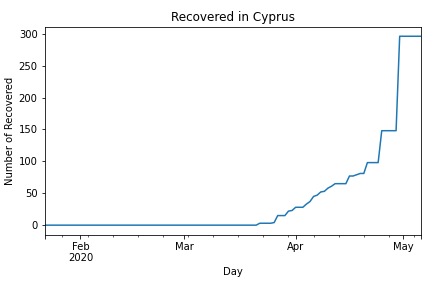 Recovered in Cyprus
300
250
200
150
100
50
0
Number of Recovered
Feb
2020
Mar
Apr
May
Day